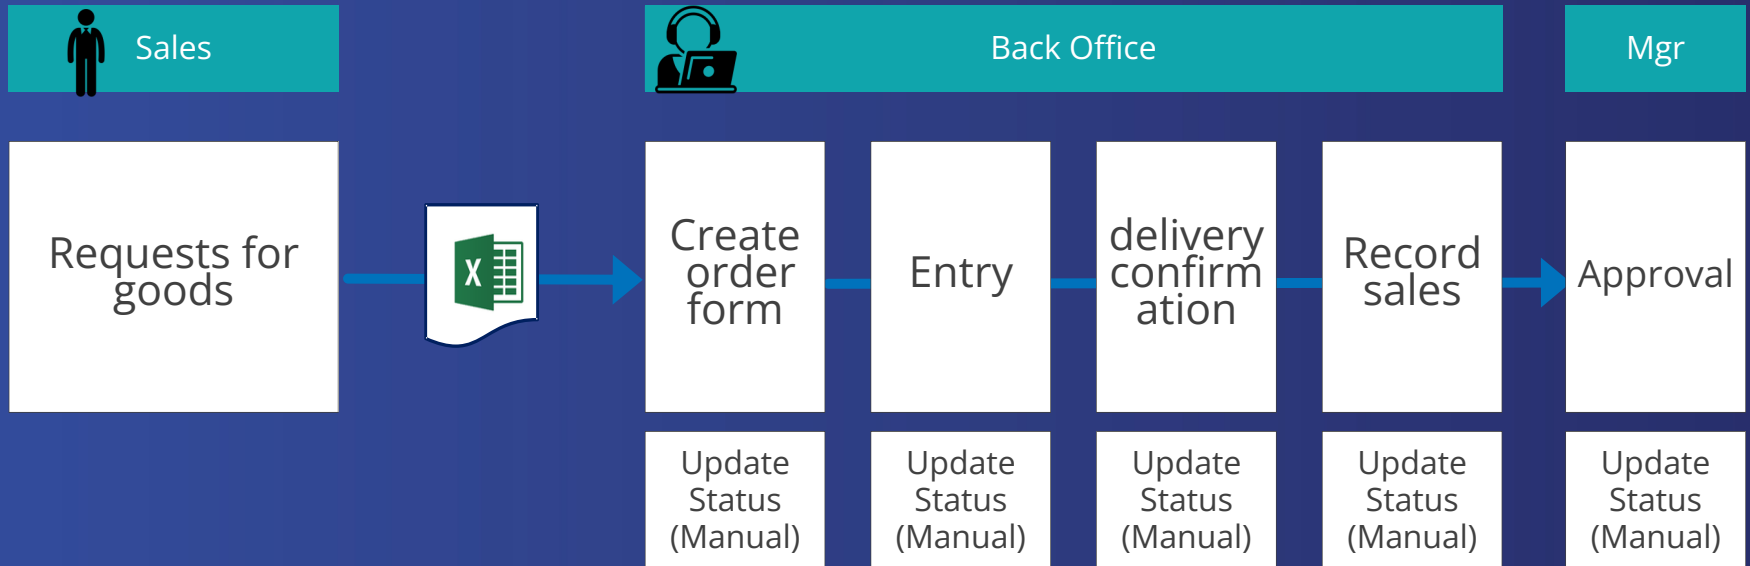 Sales
Back Office
Mgr
Requests for
goods
X
Create
order
form
Entry
delivery
confirm
ation
Record
sales
Approval
Update
Status
(Manual)
Update
Status
(Manual)
Update
Status
(Manual)
Update
Status
(Manual)
Update
Status
(Manual)